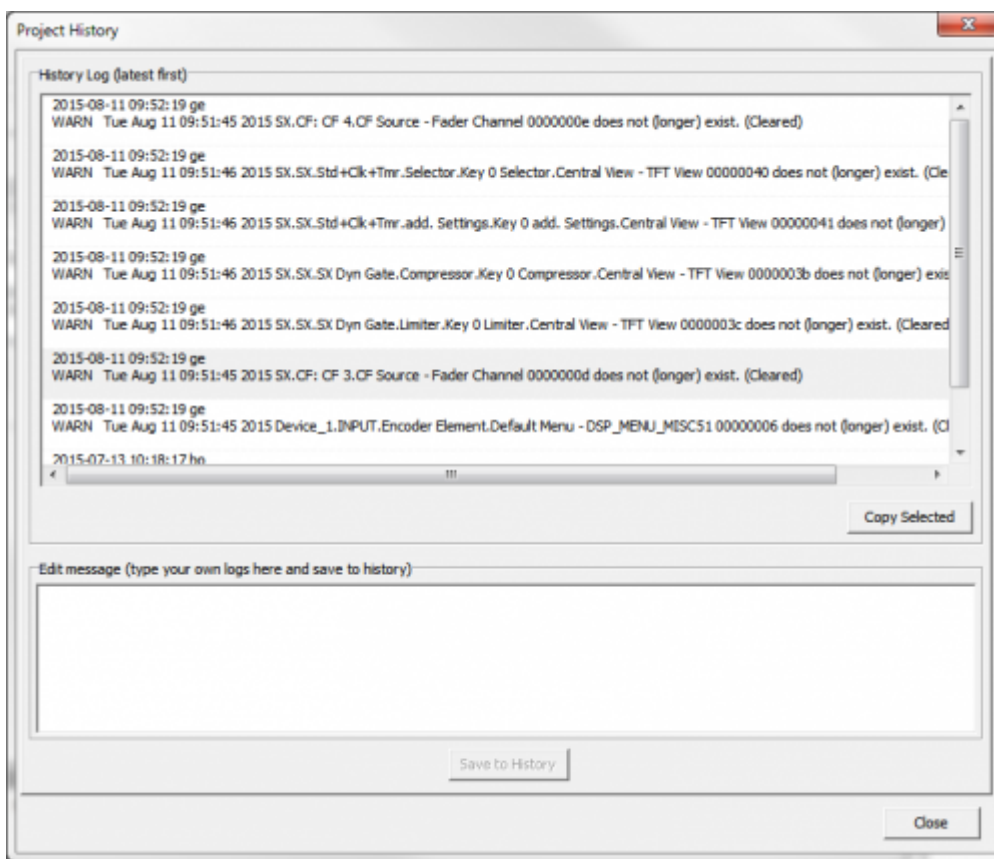 Project History
History Log (latest first)
2015-08-11 09:52:19 ge
WARN Tue Aug 11 09:51:45 2015 SX.CF: CF 4.CF Source - Fader Channel 0000000e does not (longer) exist. (Cleared)
2015-08-11 09:52:19 ge
WARN Tue Aug 11 09:51:46 2015 SX.SX.Std+Clk+Tmr.Selector.Key 0 Selector.Central View - TFT View 00000040 does not (longer) exist. (Cle
2015-08-11 09:52:19 ge
WARN Tue Aug 11 09:51:46 2015 SX.SX.Std+Clk+Tmr.add. Settings.Key 0 add. Settings.Central View - TFT View 00000041 does not (longer)
2015-08-11 09:52:19 ge
WARN Tue Aug 11 09:51:46 2015 SX.SX.SX Dyn Gate.Compressor.Key 0 Compressor.Central View - TFT View 0000003b does not (longer) exis
2015-08-11 09:52:19 ge
WARN Tue Aug 11 09:51:46 2015 SX.SX.SX Dyn Gate.Limiter.Key 0 Limiter.Central View - TFT View 0000003c does not (longer) exist. (Cleared
2015-08-11 09:52:19 ge
WARN Tue Aug 11 09:51:45 2015 SX.CF: CF 3.CF Source - Fader Channel 0000000d does not (longer) exist. (Cleared)
2015-08-11 09:52:19 ge
WARN Tue Aug 11 09:51:45 2015 Device_1.INPUT.Encoder Element.Default Menu - DSP_MENU_MISC51 00000006 does not (longer) exist. (Cl
2015-07-13 10:18:17 ho
Copy Selected
Edit message (type your own logs here and save to history)
Save to History
Close